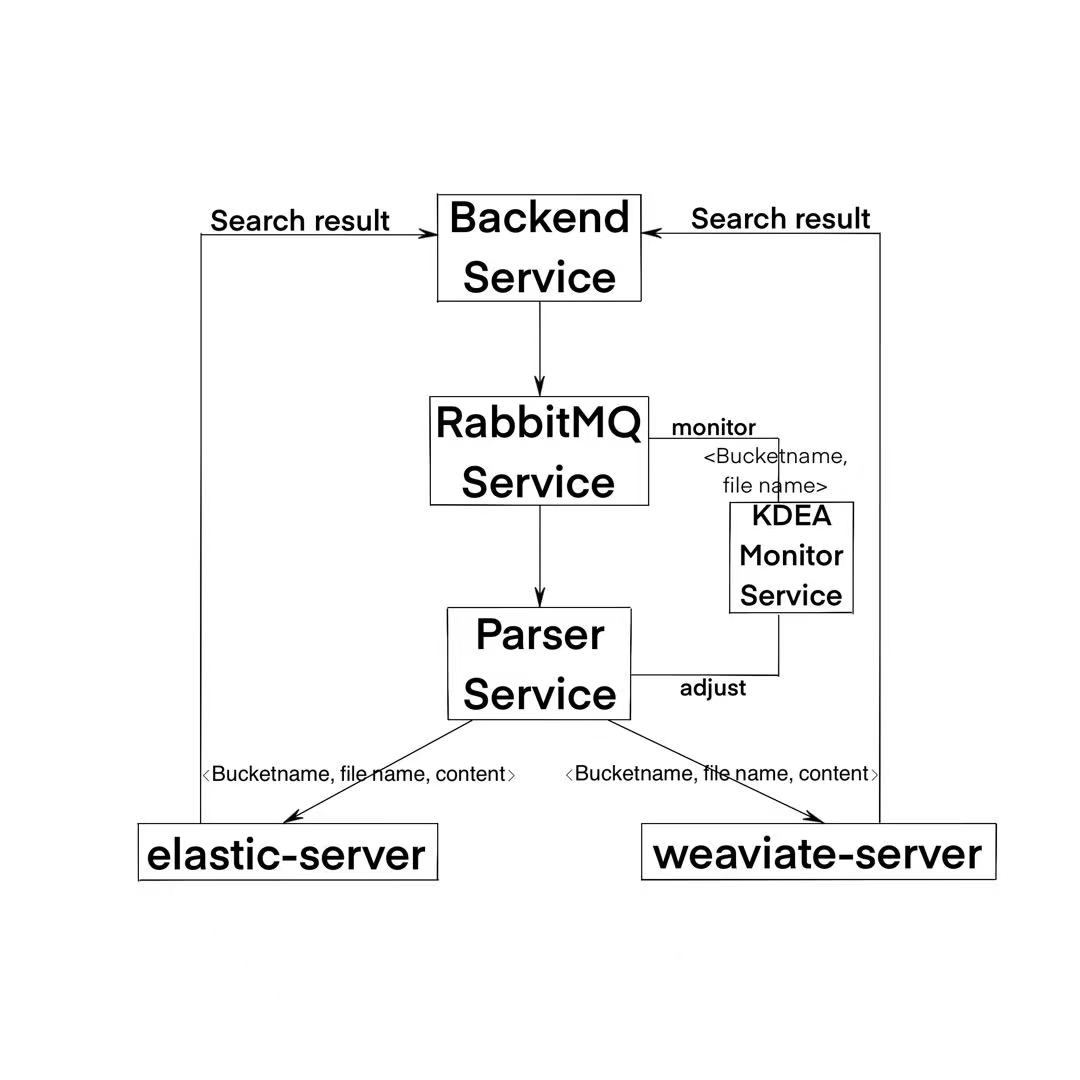 Search result
Backend
Service
Search result
RabbitMQ
Service
monitor
<Bucketname,
file name>
KDEA
Monitor
Service
Parser
Service
adjust
<Bucketname, file name, content>
<Bucketname, file name, content>
elastic-server
weaviate-server